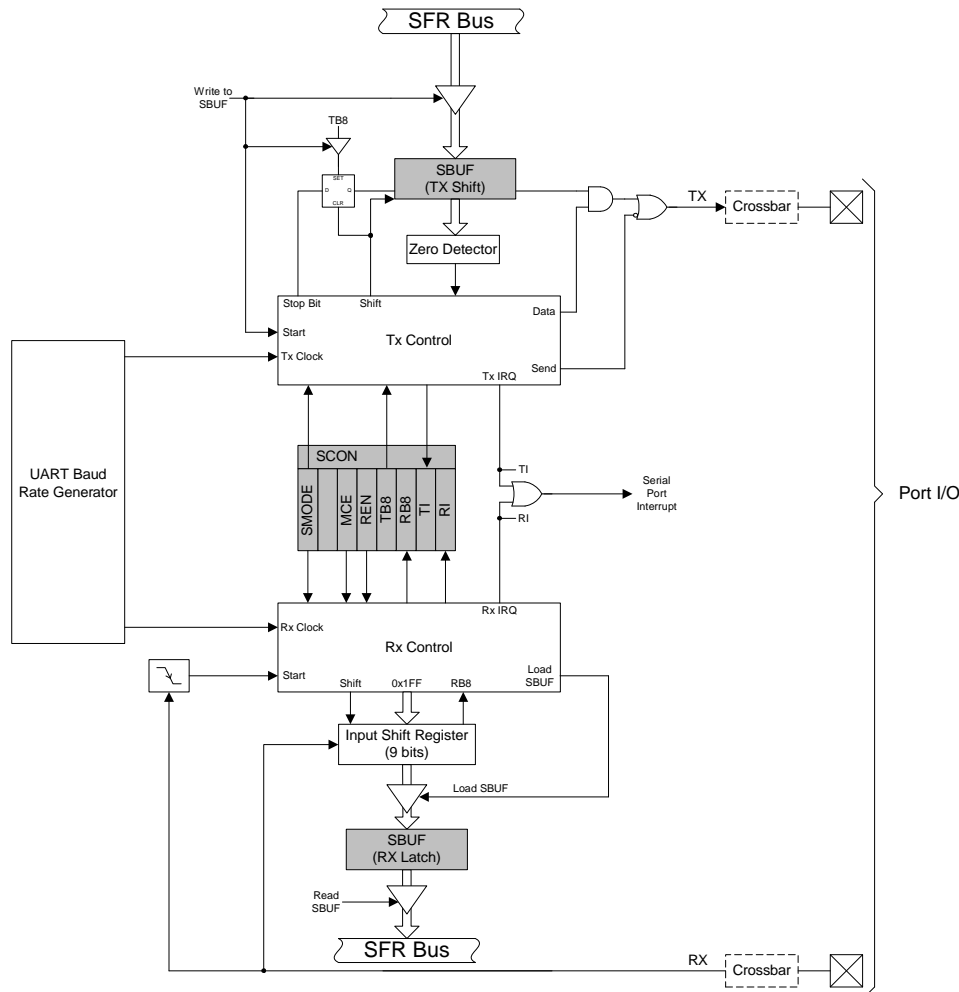 SFR Bus
Write to
SBUF
TB8
SBUF
(TX Shift)
SET
D
Q
CLR
TX
Crossbar
Zero Detector
Stop Bit
Shift
Data
Start
Tx Control
Tx Clock
Send
Tx IRQ
UART Baud
Rate Generator
SCON
SMODE
MCE
REN
TB8
RB8
TI
RI
TI
Serial
Port
Interrupt
RI
Port I/O
Rx IRQ
Rx Clock
Rx Control
Start
Load
SBUF
Shift
0x1FF
RB8
Input Shift Register
(9 bits)
Load SBUF
SBUF
(RX Latch)
Read
SBUF
SFR Bus
RX
Crossbar